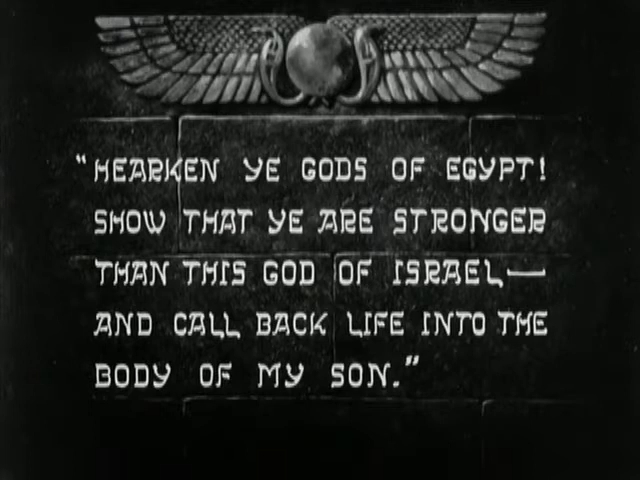 "HEARKEN YE GODS OF EGYPT!
SHOW THAT YE ARE STRONGER
THAN THIS GOD OF ISRAEL—
AND CALL BACK LIFE INTO THE
BODY OF MY SON."